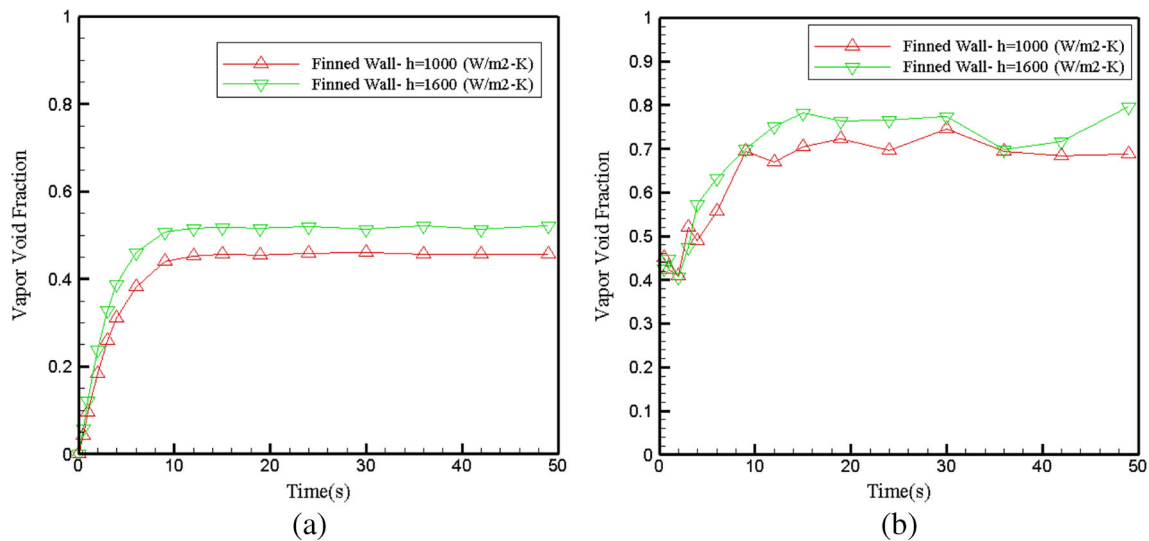 1
0.8
0.6
0.4
0.2
0
0 10 20 30 40 50
Vapor Void Fraction
Time(s)
Finned Wall- h=1000 (W/m2-K)
Finned Wall- h=1600 (W/m2-K)
(a)
1
0.9
0.8
0.7
0.6
0.5
0.4
0.3
0.2
0.1
0
0 10 20 30 40 50
Vapor Void Fraction
Time(s)
Finned Wall- h=1000 (W/m2-K)
Finned Wall- h=1600 (W/m2-K)
(b)